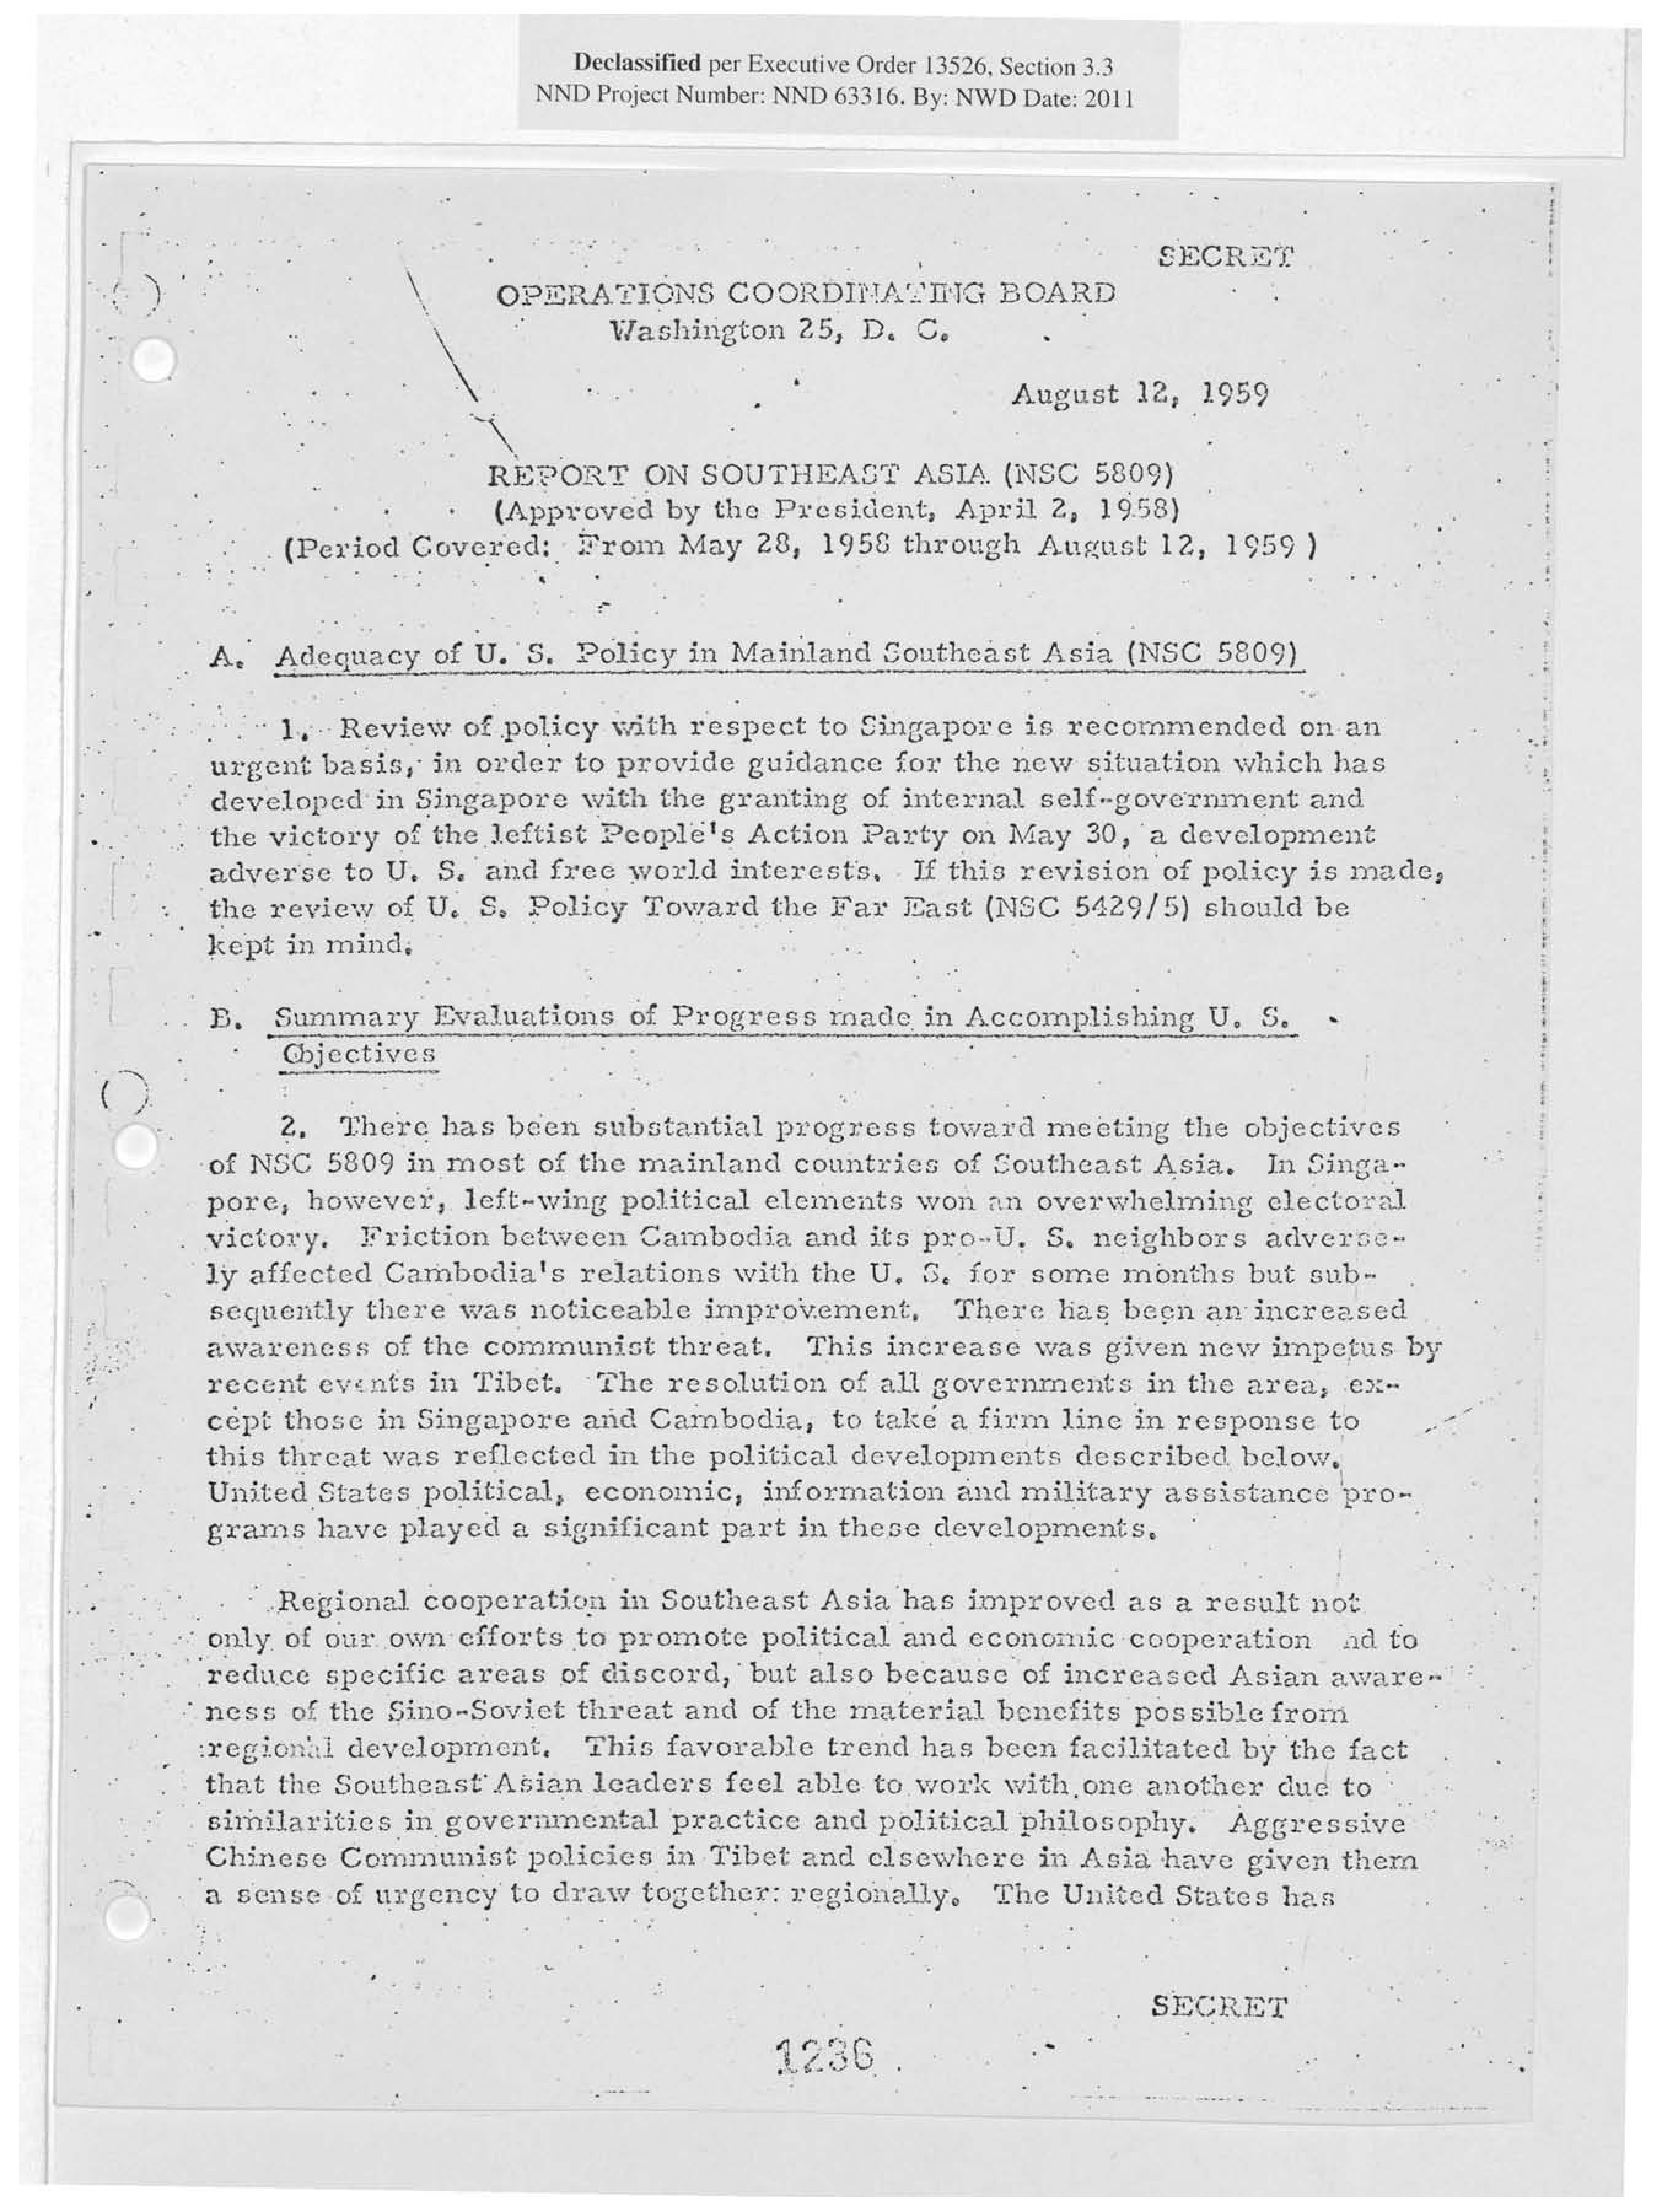 Declassified per Executive Order 13526, Section 3.3
NND Project Number: NND 63316. By: NWD Date: 2011
SECRET
OPERATIONS COORDINATING BOARD
Washington 25, D. C.
August 12, 1959
REPORT ON SOUTHEAST ASIA (NSC 5809)
(Approved by the President, April 2, 1958)
(Period Covered: From May 28, 1958 through August 12, 1959 )
A. Adequacy of U. S. Policy in Mainland Southeast Asia (NSC 5809)
1. Review of policy with respect to Singapore is recommended on an
urgent basis, in order to provide guidance for the new situation which has
developed in Singapore with the granting of internal self-government and
the victory of the leftist People's Action Party on May 30, a development
adverse to U. S. and free world interests. If this revision of policy is made,
the review of U. S. Policy Toward the Far East (NSC 5429/5) should be
kept in mind.
B. Summary Evaluations of Progress made in Accomplishing U. S.
Objectives
2. There has been substantial progress toward meeting the objectives
of NSC 5809 in most of the mainland countries of Southeast Asia. In Singa-
pore, however, left-wing political elements won an overwhelming electoral
victory. Friction between Cambodia and its pro-U. S. neighbors adverse-
ly affected Cambodia's relations with the U. S. for some months but sub-
sequently there was noticeable improvement. There has been an increased
awareness of the communist threat. This increase was given new impetus by
recent events in Tibet. The resolution of all governments in the area, ex-
cept those in Singapore and Cambodia, to take a firm line in response to
this threat was reflected in the political developments described below.
United States political, economic, information and military assistance pro-
grams have played a significant part in these developments.
Regional cooperation in Southeast Asia has improved as a result not
only of our own efforts to promote political and economic cooperation nd to
reduce specific areas of discord, but also because of increased Asian aware-
ness of the Sino-Soviet threat and of the material benefits possible from
regional development. This favorable trend has been facilitated by the fact
that the Southeast Asian leaders feel able to work with one another due to
similarities in governmental practice and political philosophy. Aggressive
Chinese Communist policies in Tibet and elsewhere in Asia have given them
a sense of urgency to draw together regionally. The United States has
SECRET
1236